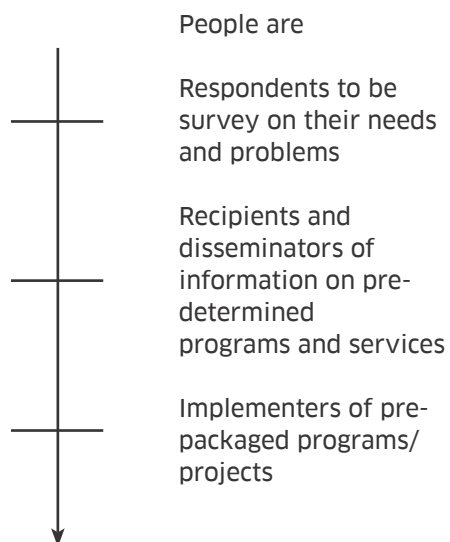 People are
Respondents to be
survey on their needs
and problems
Recipients and
disseminators of
information on pre-
determined
programs and services
Implementers of pre-
packaged programs/
projects